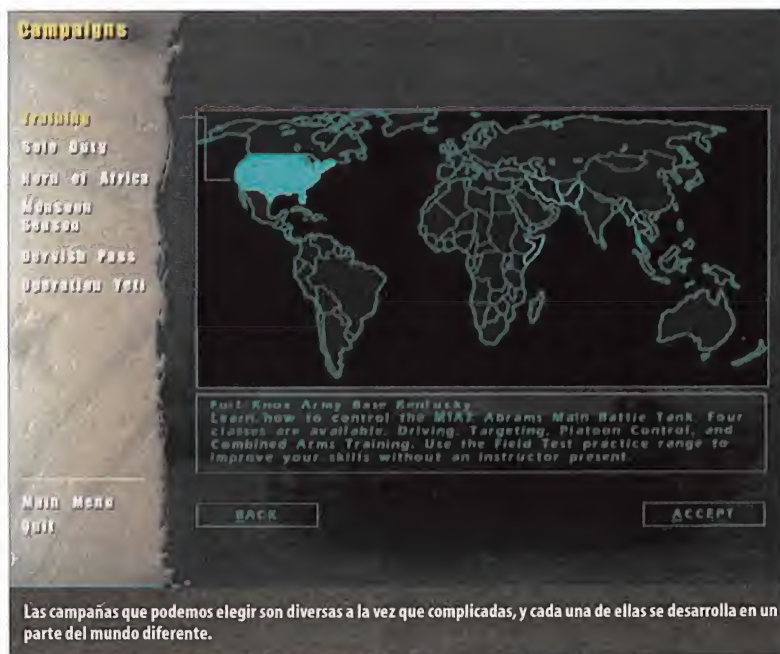 Campaigns
Training
Solo Duty
Horn of Africa
Monsoon
Season
Dervish Pass
Operation Yeti
Main Menu
Quit
Fort Knox Army Base Kentucky
Learn how to control the M1A2 Abrams Main Battle Tank. Four
classes are available. Driving, Targeting, Platoon Control, and
Combined Arms Training. Use the Field Test practice range to
improve your skills without an instructor present.
BACK
ACCEPT
Las campañas que podemos elegir son diversas a la vez que complicadas, y cada una de ellas se desarrolla en un
parte del mundo diferente.